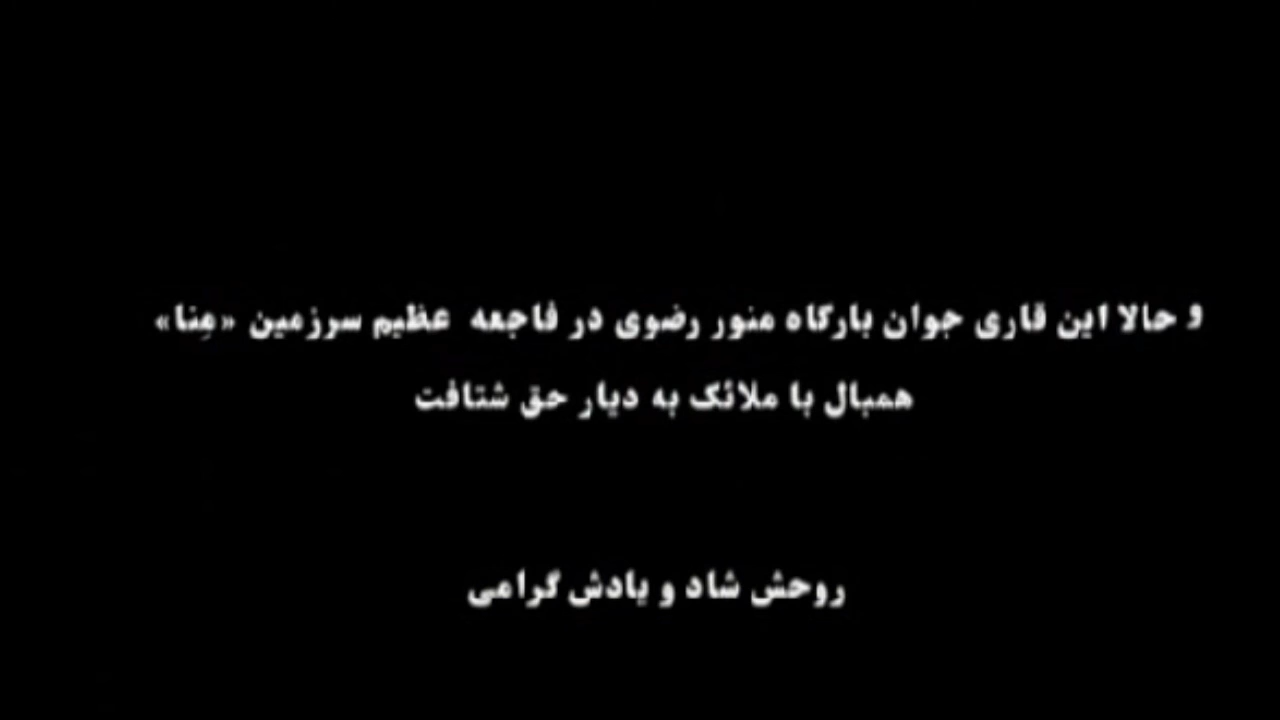 و حالا این قاری جوان بارگاه منور رضوی در فاجعه عظیم سرزمین «مِنا»
همبال با ملائک به دیار حق شتافت
روحش شاد و یادش گرامی